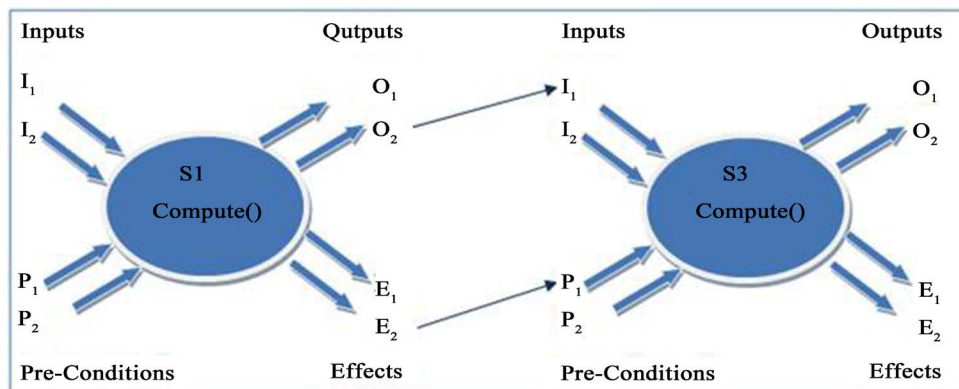 Inputs
Qutputs
Inputs
Outputs
I1
O1
I1
O1
I2
O2
I2
O2
S1
Compute()
S3
Compute()
P1
E1
P1
E1
P2
E2
P2
E2
Pre-Conditions
Effects
Pre-Conditions
Effects